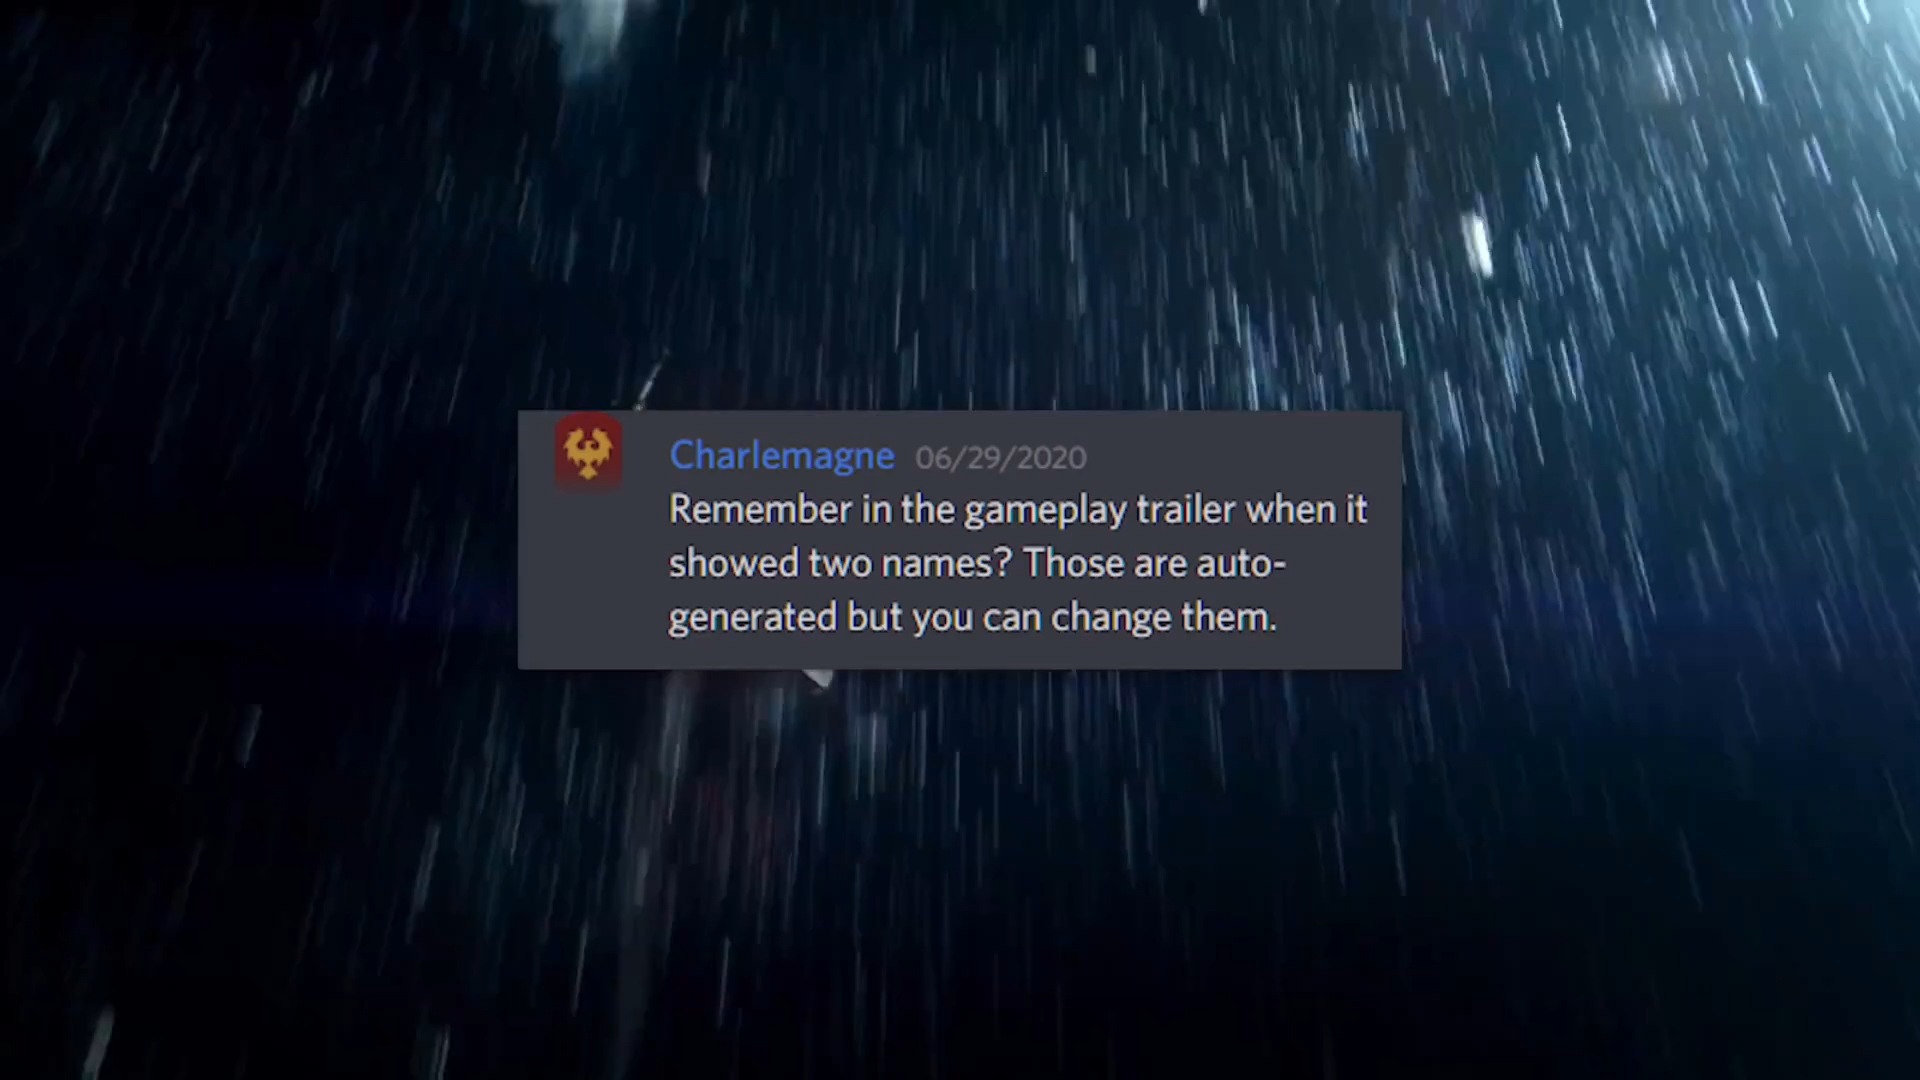 Charlemagne 06/29/2020
Remember in the gameplay trailer when it
showed two names? Those are auto-
generated but you can change them.